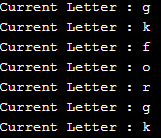 Current Letter : g
Current Letter : k
Current Letter : f
Current Letter : o
Current Letter : r
Current Letter : g
Current Letter : k